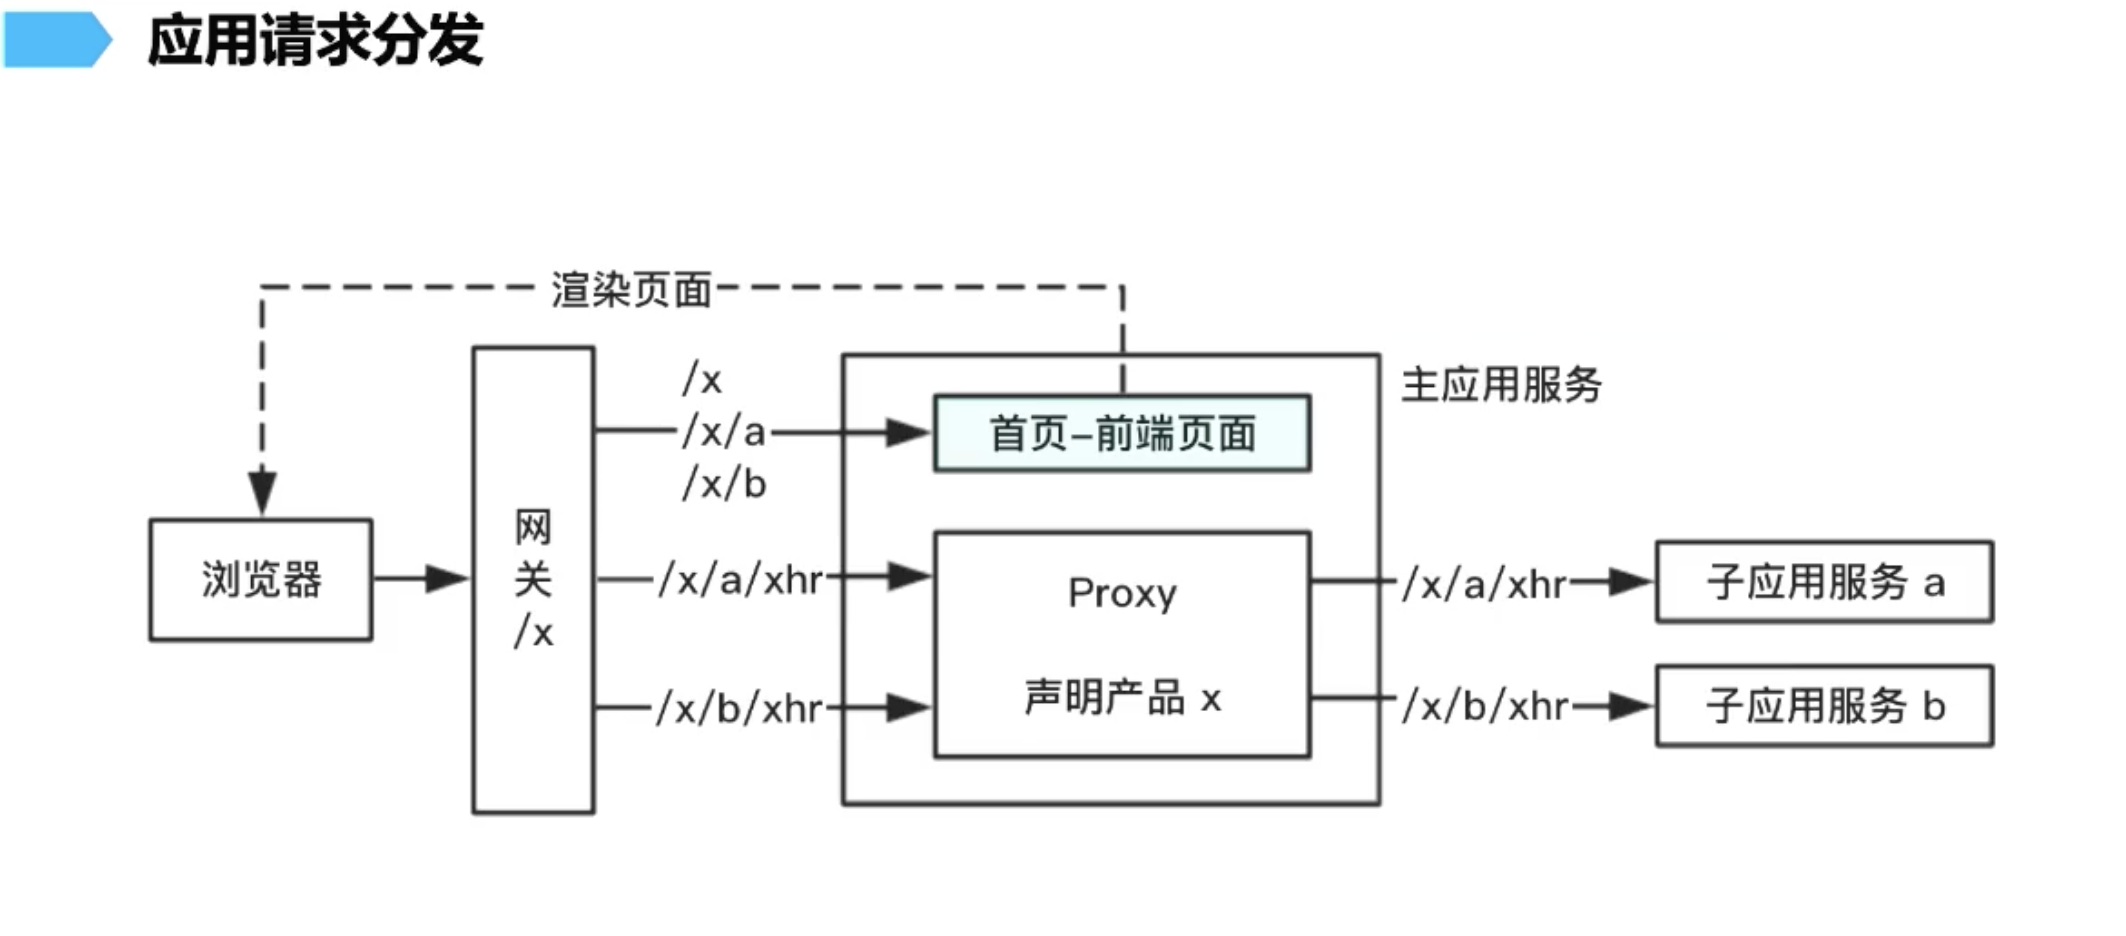 应用请求分发
渲染页面
/x
/x/a
/x/b
主应用服务
首页-前端页面
浏览器
网
关
/x
/x/a/xhr
/x/b/xhr
Proxy
声明产品 x
/x/a/xhr
/x/b/xhr
子应用服务 a
子应用服务 b